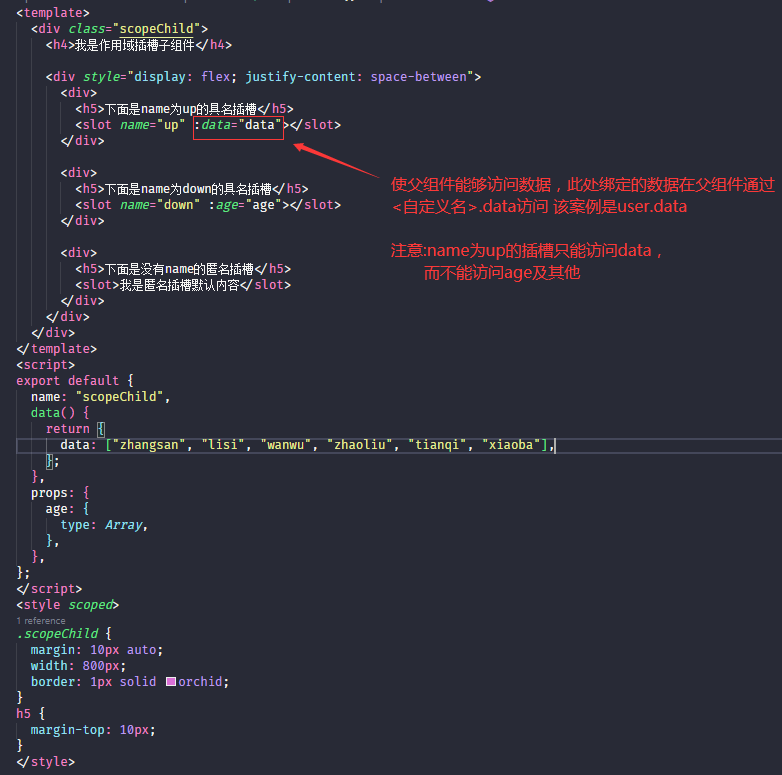 <template>
<div class="scopeChild">
<h4>我是作用域插槽子组件</h4>
<div style="display: flex; justify-content: space-between">
<div>
<h5>下面是name为up的具名插槽</h5>
<slot name="up" :data="data"></slot>
</div>
<div>
<h5>下面是name为down的具名插槽</h5>
<slot name="down" :age="age"></slot>
</div>
<div>
<h5>下面是没有name的匿名插槽</h5>
<slot>我是匿名插槽默认内容</slot>
</div>
</div>
</div>
</template>
使父组件能够访问数据，此处绑定的数据在父组件通过
<自定义名>.data访问 该案例是user.data
注意:name为up的插槽只能访问data，
而不能访问age及其他
<script>
export default {
name: "scopeChild",
data() {
return {
data: ["zhangsan", "lisi", "wanwu", "zhaoliu", "tianqi", "xiaoba"],
};
},
props: {
age: {
type: Array,
},
},
};
</script>
<style scoped>
1 reference
.scopeChild {
margin: 10px auto;
width: 800px;
border: 1px solid orchid;
}
h5 {
margin-top: 10px;
}
</style>